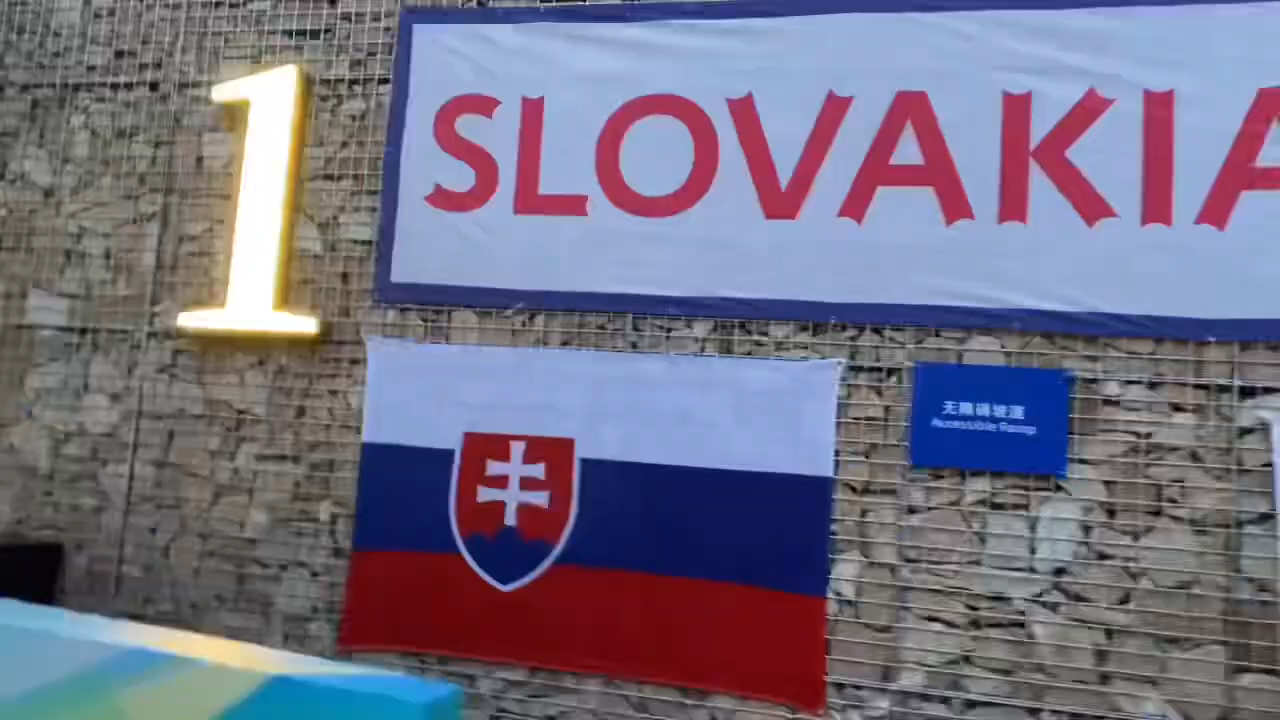 1
SLOVAKIA
无障碍坡道
Accessible Ramp